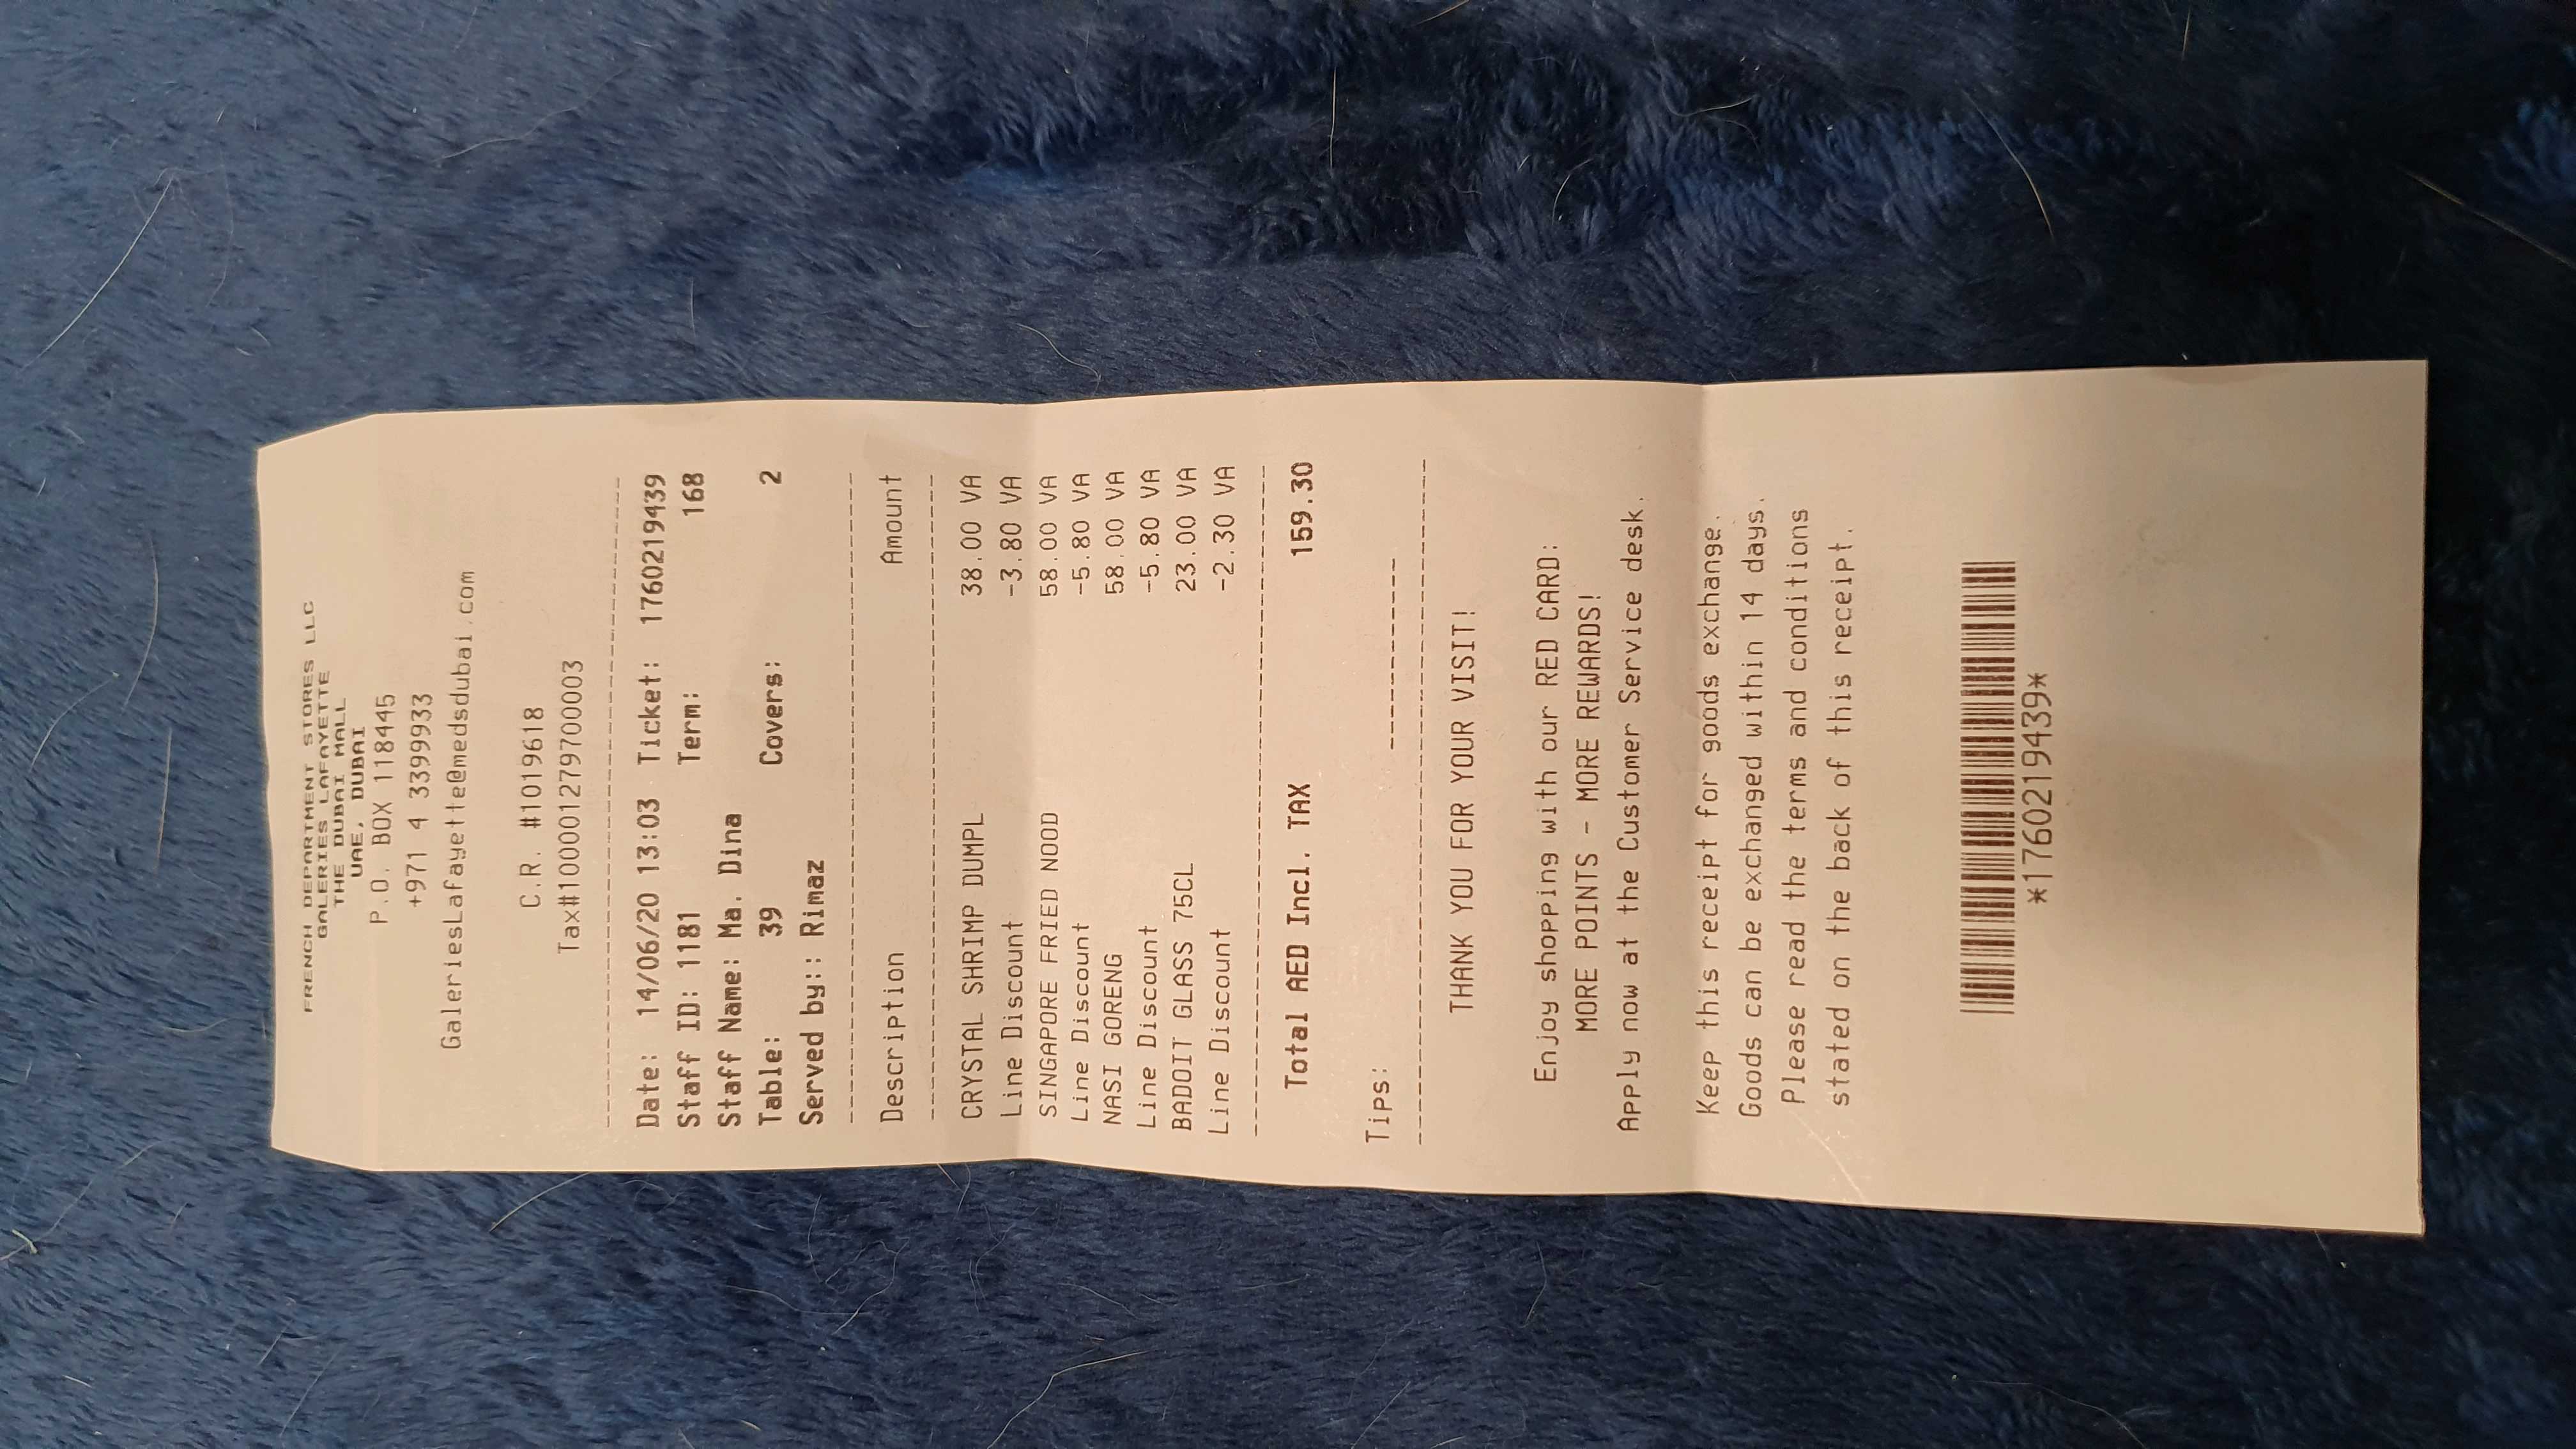 FRENCH DEPARTMENT STORES LLC
GALERIES LAFAYETTE
THE DUBAI MALL
UAE, DUBAI
P.O. BOX 118445
+971 4 3399933
GaleriesLafayette@medsdubai.com
C.R. #1019618
Tax#100001279700003
Date: 14/06/20 13:03 Ticket: 1760219439
Staff ID: 1181 Term: 168
Staff Name: Ma. Dina
Table: 39 Covers: 2
Served by:: Rimaz
Description Amount
CRYSTAL SHRIMP DUMPL 38.00 VA
Line Discount -3.80 VA
SINGAPORE FRIED NOOD 58.00 VA
Line Discount -5.80 VA
NASI GORENG 58.00 VA
Line Discount -5.80 VA
BADOIT GLASS 75CL 23.00 VA
Line Discount -2.30 VA
Total AED Incl. TAX 159.30
Tips: ------------
THANK YOU FOR YOUR VISIT!
Enjoy shopping with our RED CARD:
MORE POINTS - MORE REWARDS!
Apply now at the Customer Service desk.
Keep this receipt for goods exchange.
Goods can be exchanged within 14 days.
Please read the terms and conditions
stated on the back of this receipt.
*1760219439*